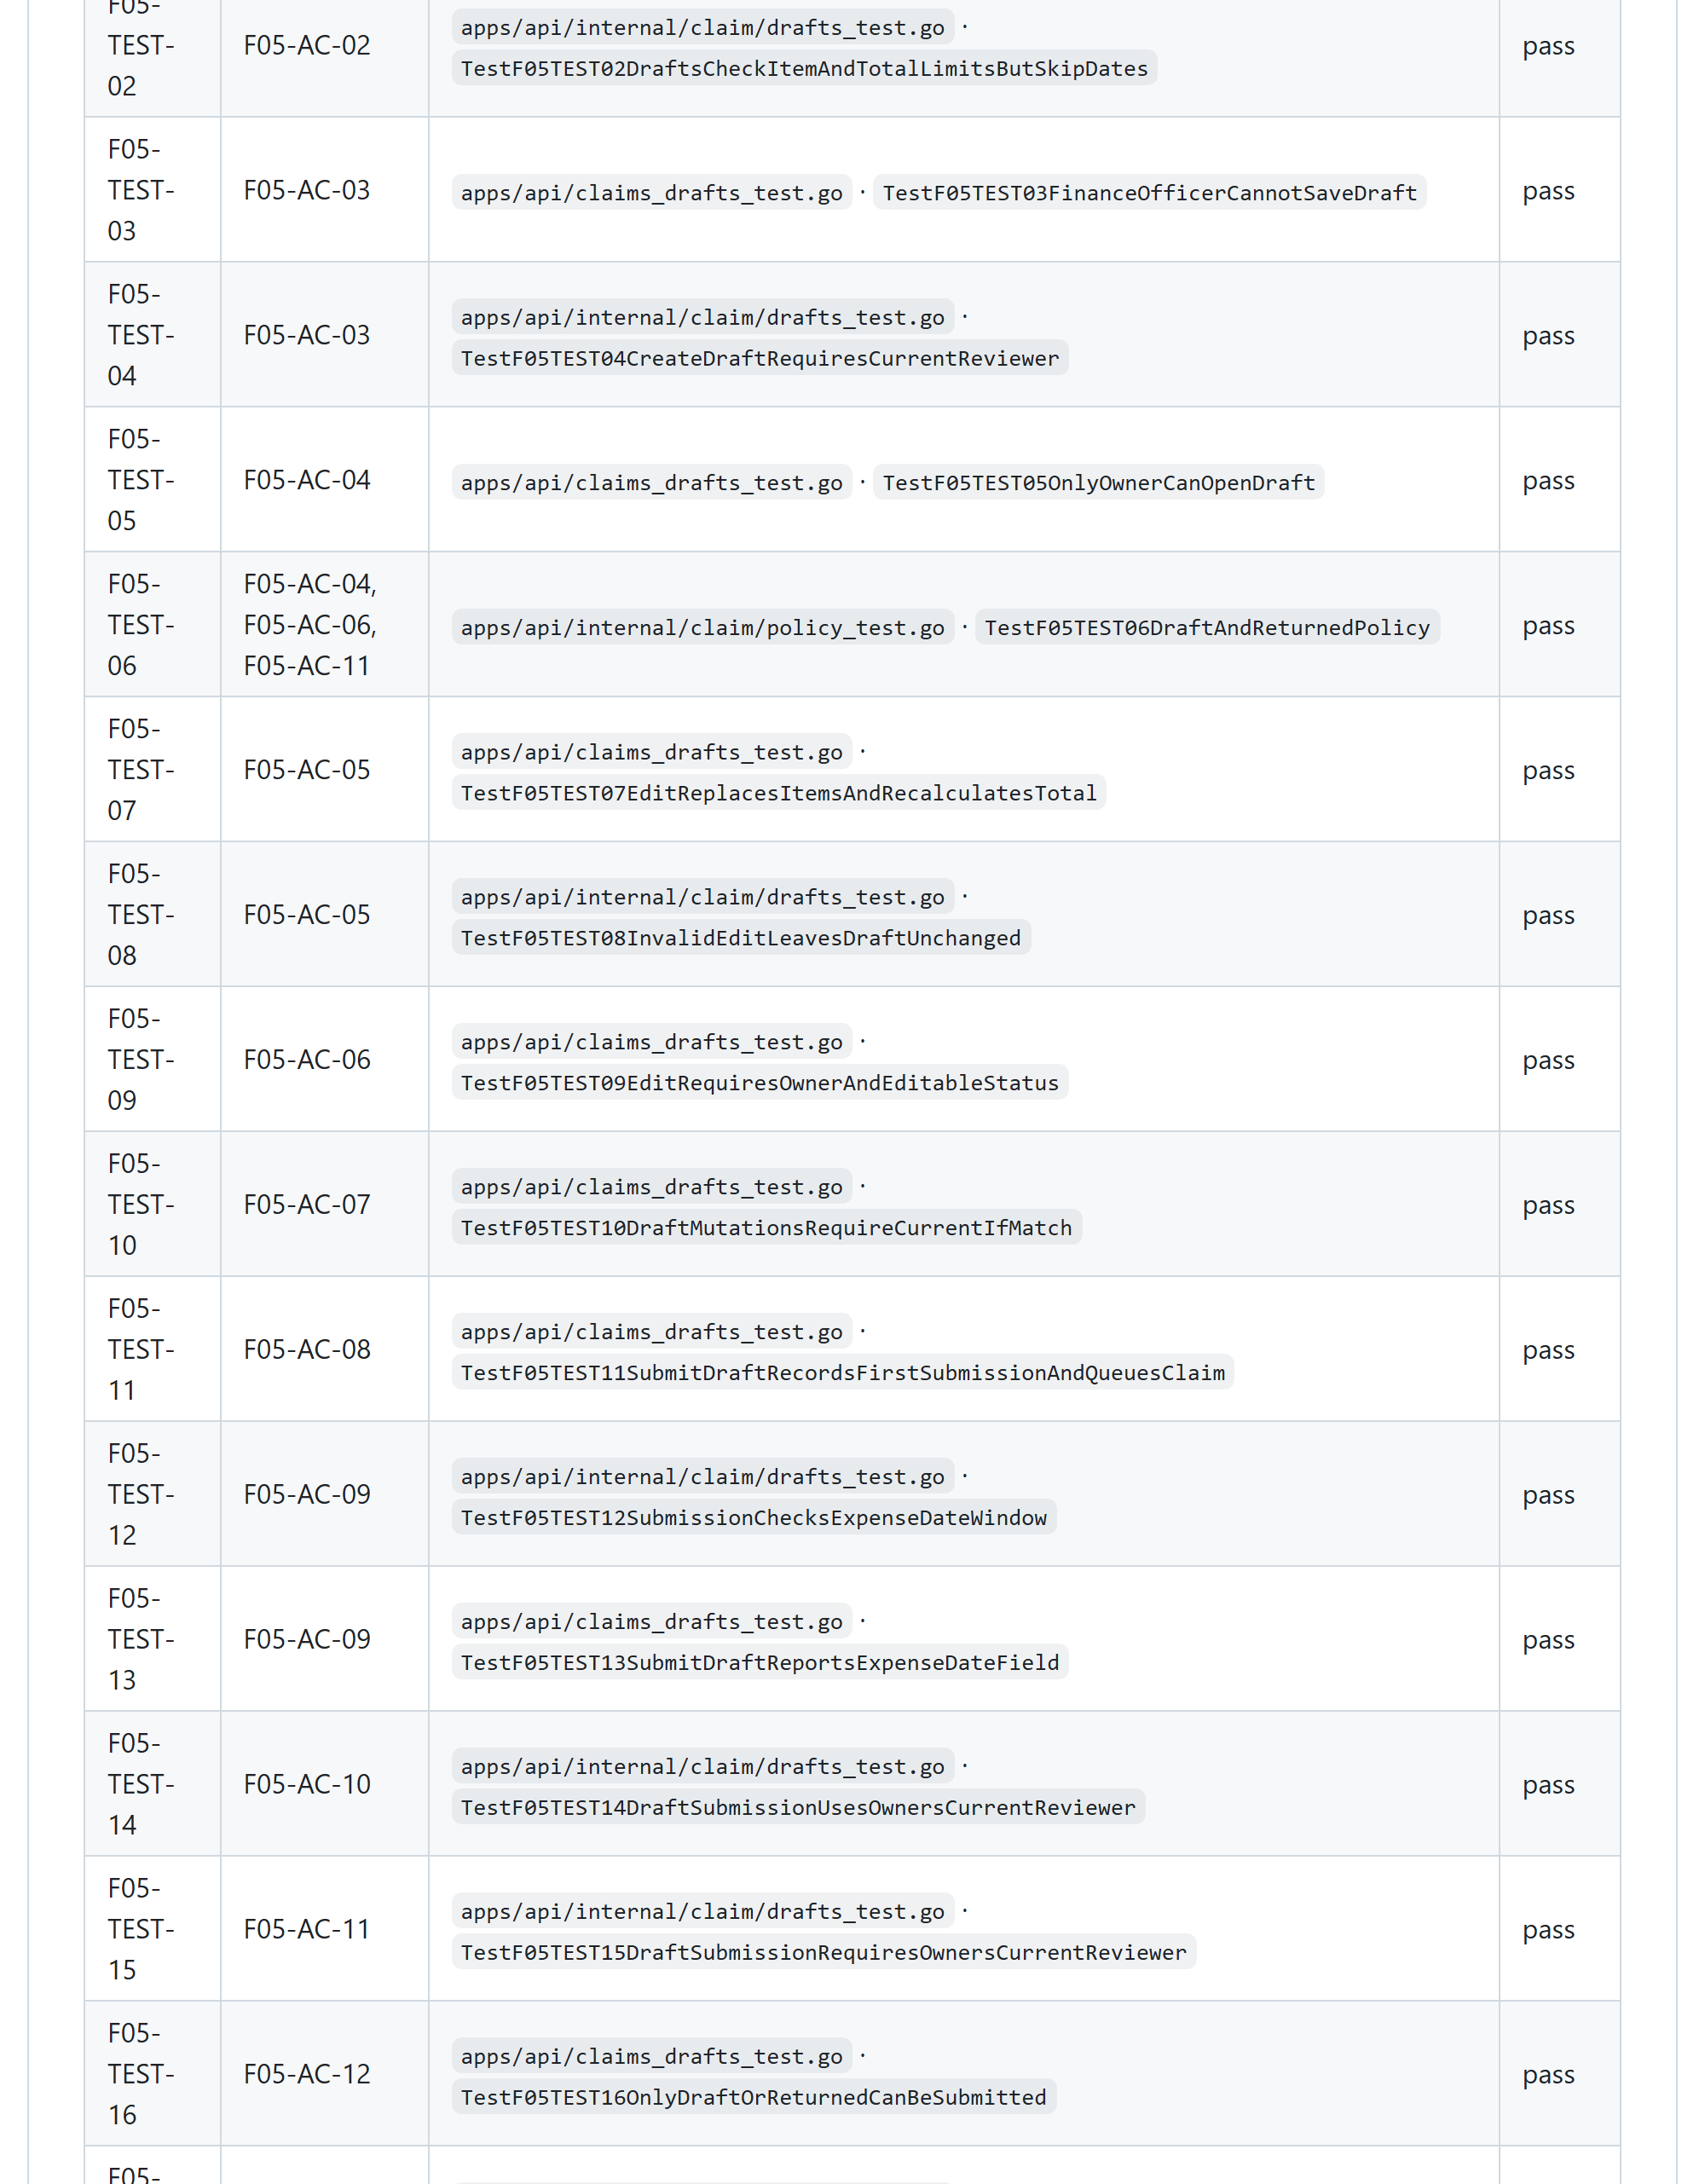 F05-
TEST-
02
F05-AC-02
apps/api/internal/claim/drafts_test.go ·
TestF05TEST02DraftsCheckItemAndTotalLimitsButSkipDates
pass
F05-
TEST-
03
F05-AC-03
apps/api/claims_drafts_test.go · TestF05TEST03FinanceOfficerCannotSaveDraft
pass
F05-
TEST-
04
F05-AC-03
apps/api/internal/claim/drafts_test.go ·
TestF05TEST04CreateDraftRequiresCurrentReviewer
pass
F05-
TEST-
05
F05-AC-04
apps/api/claims_drafts_test.go · TestF05TEST05OnlyOwnerCanOpenDraft
pass
F05-
TEST-
06
F05-AC-04,
F05-AC-06,
F05-AC-11
apps/api/internal/claim/policy_test.go · TestF05TEST06DraftAndReturnedPolicy
pass
F05-
TEST-
07
F05-AC-05
apps/api/claims_drafts_test.go ·
TestF05TEST07EditReplacesItemsAndRecalculatesTotal
pass
F05-
TEST-
08
F05-AC-05
apps/api/internal/claim/drafts_test.go ·
TestF05TEST08InvalidEditLeavesDraftUnchanged
pass
F05-
TEST-
09
F05-AC-06
apps/api/claims_drafts_test.go ·
TestF05TEST09EditRequiresOwnerAndEditableStatus
pass
F05-
TEST-
10
F05-AC-07
apps/api/claims_drafts_test.go ·
TestF05TEST10DraftMutationsRequireCurrentIfMatch
pass
F05-
TEST-
11
F05-AC-08
apps/api/claims_drafts_test.go ·
TestF05TEST11SubmitDraftRecordsFirstSubmissionAndQueuesClaim
pass
F05-
TEST-
12
F05-AC-09
apps/api/internal/claim/drafts_test.go ·
TestF05TEST12SubmissionChecksExpenseDateWindow
pass
F05-
TEST-
13
F05-AC-09
apps/api/claims_drafts_test.go ·
TestF05TEST13SubmitDraftReportsExpenseDateField
pass
F05-
TEST-
14
F05-AC-10
apps/api/internal/claim/drafts_test.go ·
TestF05TEST14DraftSubmissionUsesOwnersCurrentReviewer
pass
F05-
TEST-
15
F05-AC-11
apps/api/internal/claim/drafts_test.go ·
TestF05TEST15DraftSubmissionRequiresOwnersCurrentReviewer
pass
F05-
TEST-
16
F05-AC-12
apps/api/claims_drafts_test.go ·
TestF05TEST16OnlyDraftOrReturnedCanBeSubmitted
pass
F05-